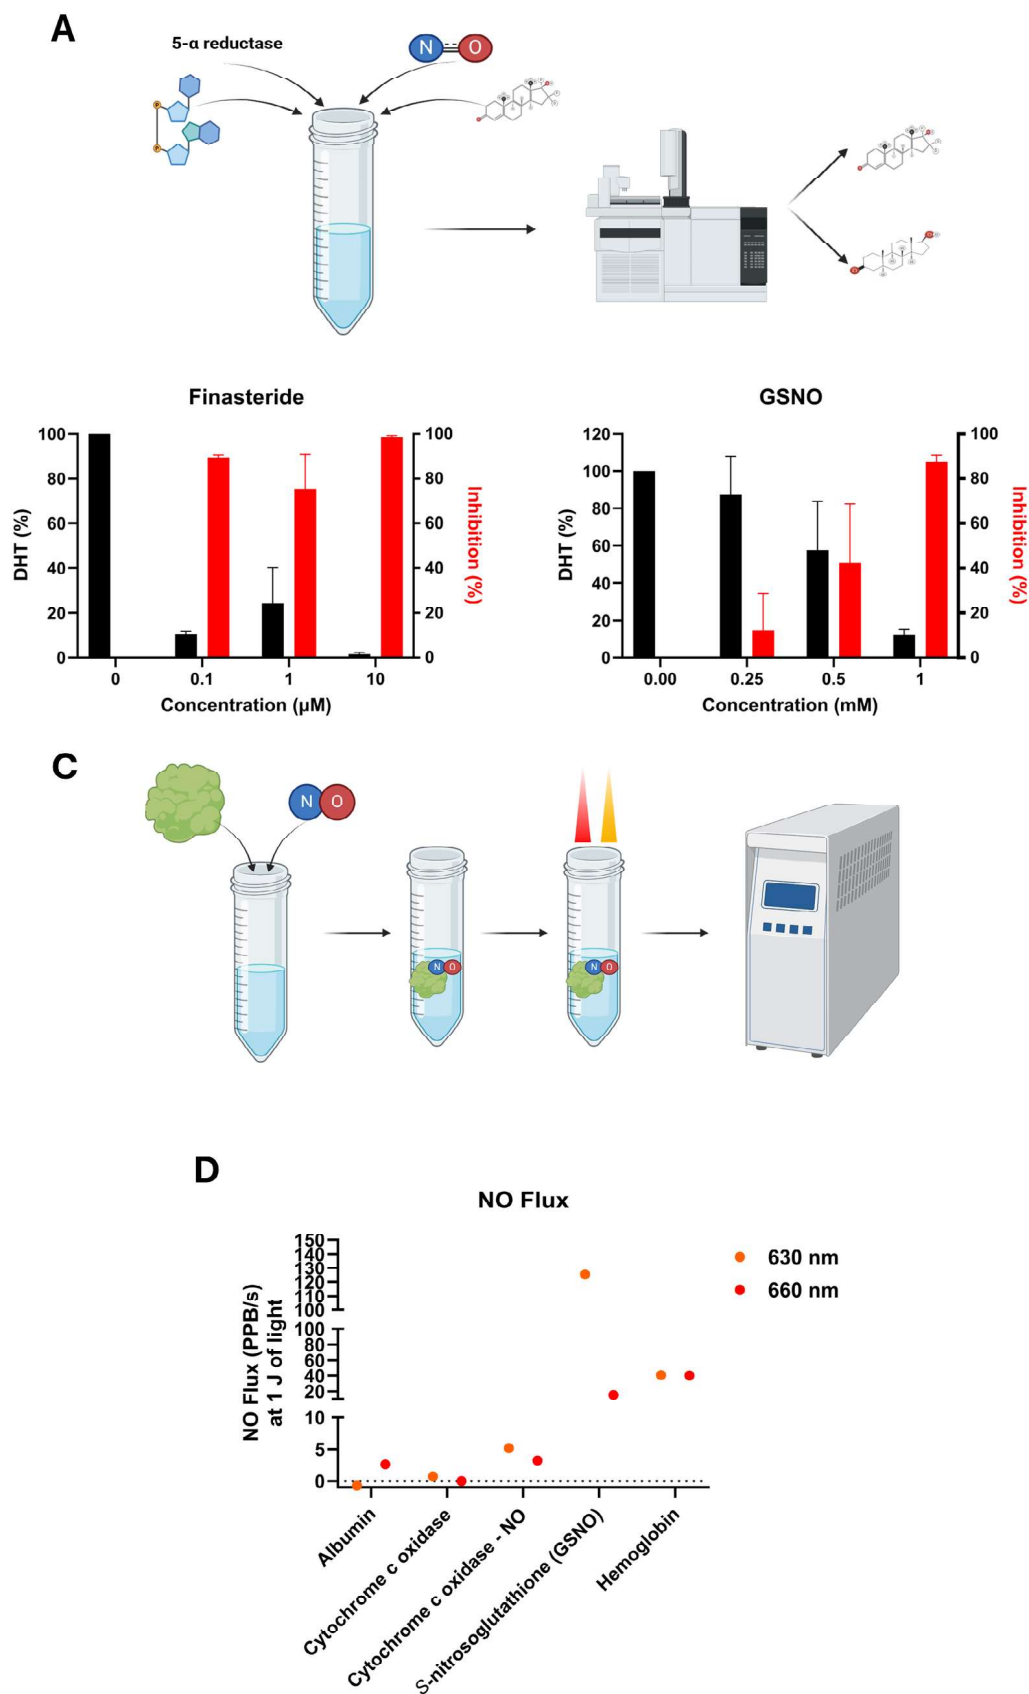 A
5-α reductase
N O
P
P
Finasteride
100
80
60
40
20
0
DHT (%)
100
80
60
40
20
0
Inhibition (%)
0 0.1 1 10
Concentration (µM)
GSNO
120
100
80
60
40
20
0
DHT (%)
100
80
60
40
20
0
Inhibition (%)
0.00 0.25 0.5 1
Concentration (mM)
C
N O
N O
N O
D
NO Flux
NO Flux (PPB/s)
at 1 J of light
150
140
130
120
110
100
100
80
60
40
20
10
5
0
630 nm
660 nm
Albumin
Cytochrome c oxidase
Cytochrome c oxidase - NO
S-nitrosoglutathione (GSNO)
Hemoglobin